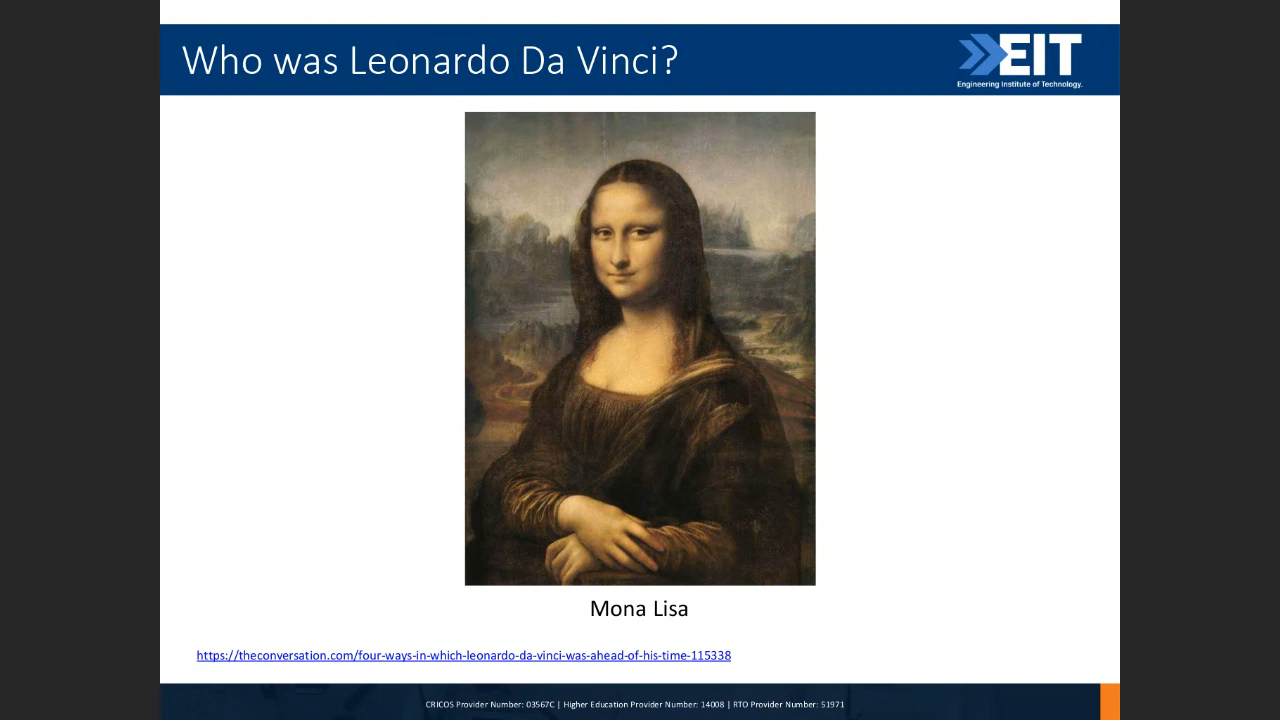 Who was Leonardo Da Vinci?
EIT
Engineering Institute of Technology.
Mona Lisa
https://theconversation.com/four-ways-in-which-leonardo-da-vinci-was-ahead-of-his-time-115338
CRICOS Provider Number: 03567C | Higher Education Provider Number: 14008 | RTO Provider Number: 51971